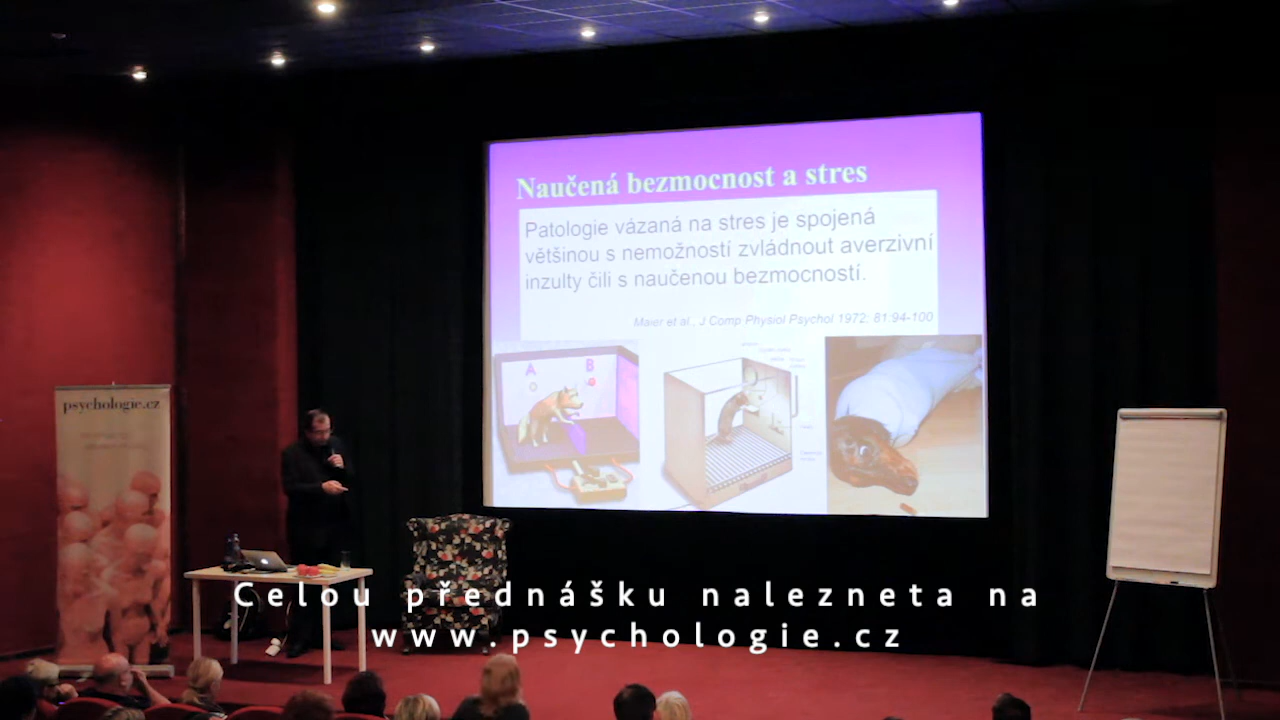 Naučená bezmocnost a stres
Patologie vázaná na stres je spojená
většinou s nemožností zvládnout averzivní
inzulty čili s naučenou bezmocností.
Maier et al., J Comp Physiol Psychol 1972; 81:94-100
A B
psychologie.cz
Celou přednášku nalezneta na
www.psychologie.cz